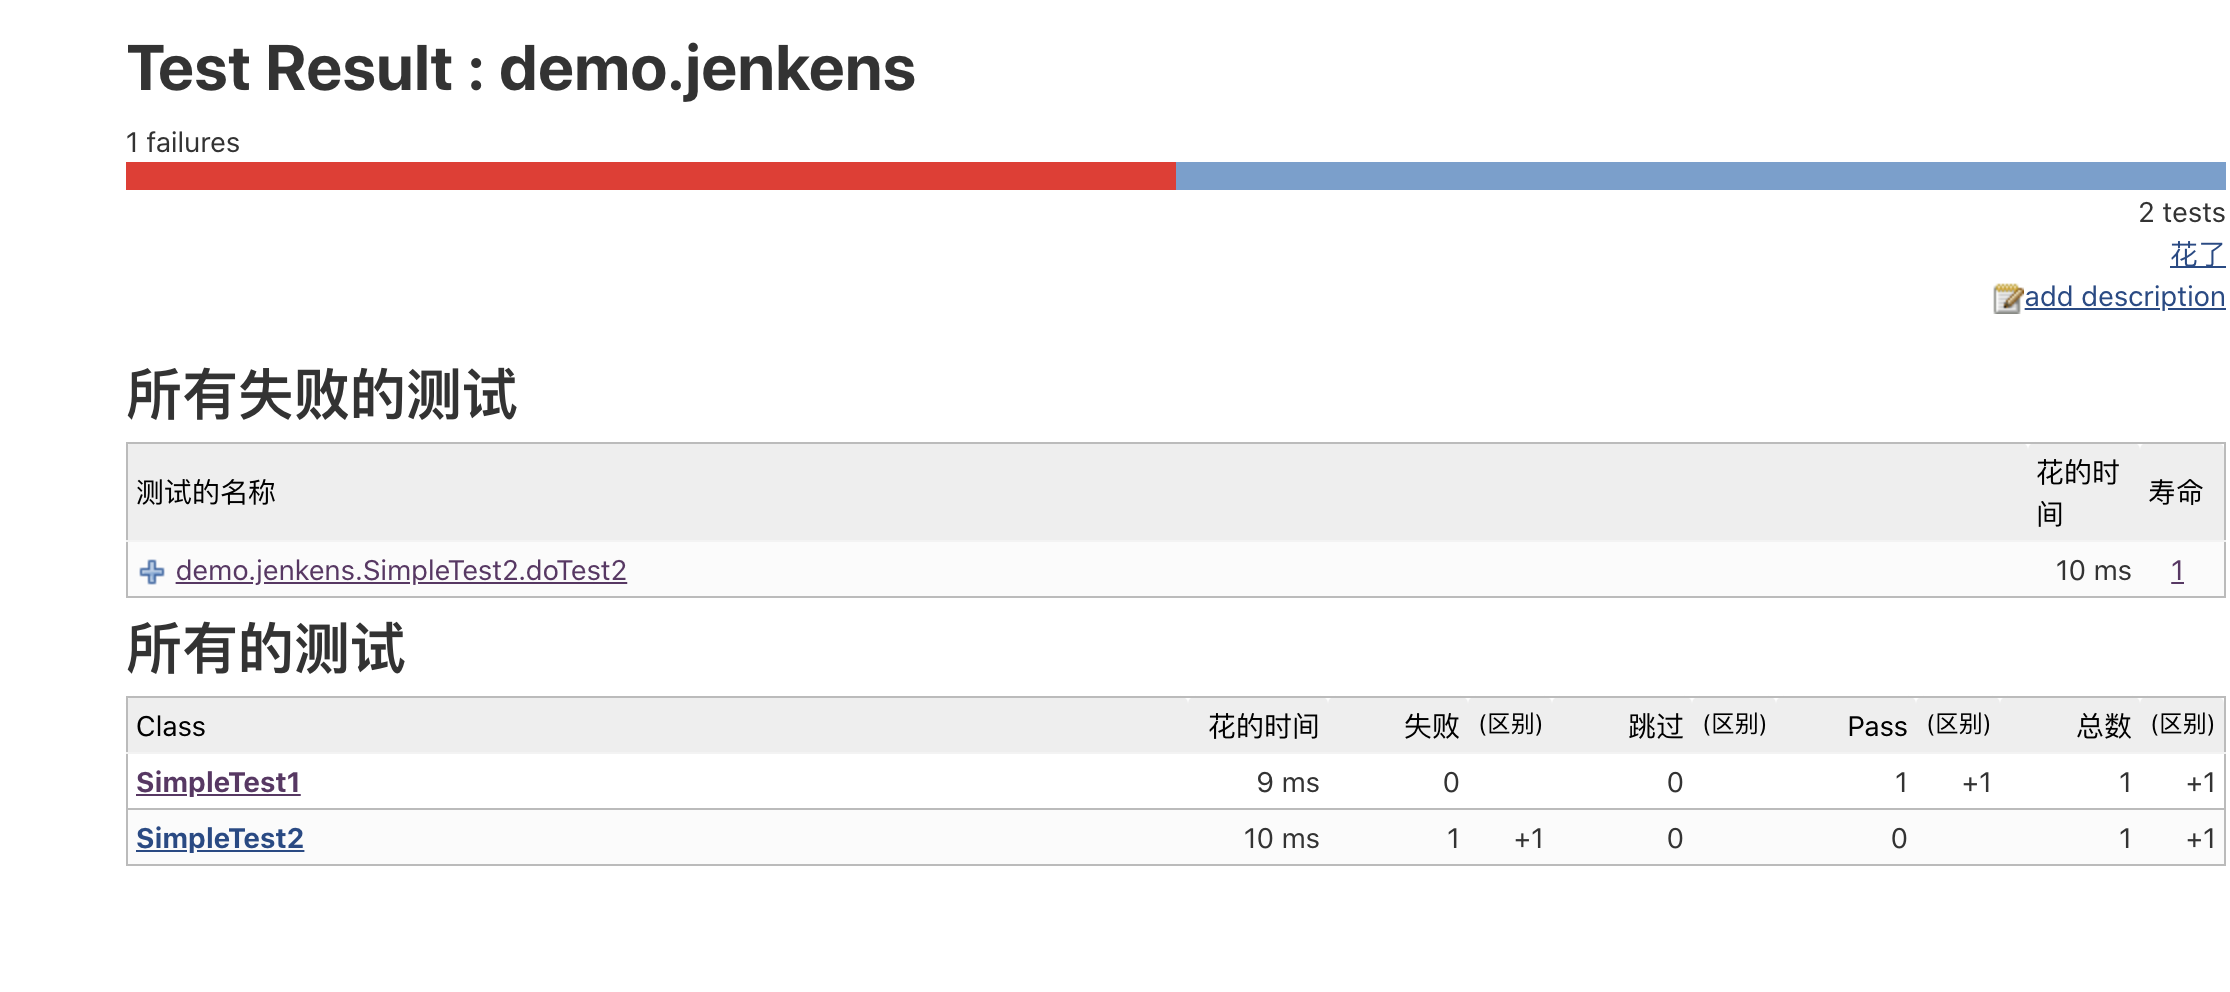 Test Result : demo.jenkens
1 failures
2 tests
花了
add description
所有失败的测试
测试的名称 花的时间 寿命
demo.jenkens.SimpleTest2.doTest2 10 ms 1
所有的测试
Class 花的时间 失败 (区别) 跳过 (区别) Pass (区别) 总数 (区别)
SimpleTest1 9 ms 0 0 1 +1 1 +1
SimpleTest2 10 ms 1 +1 0 0 1 +1